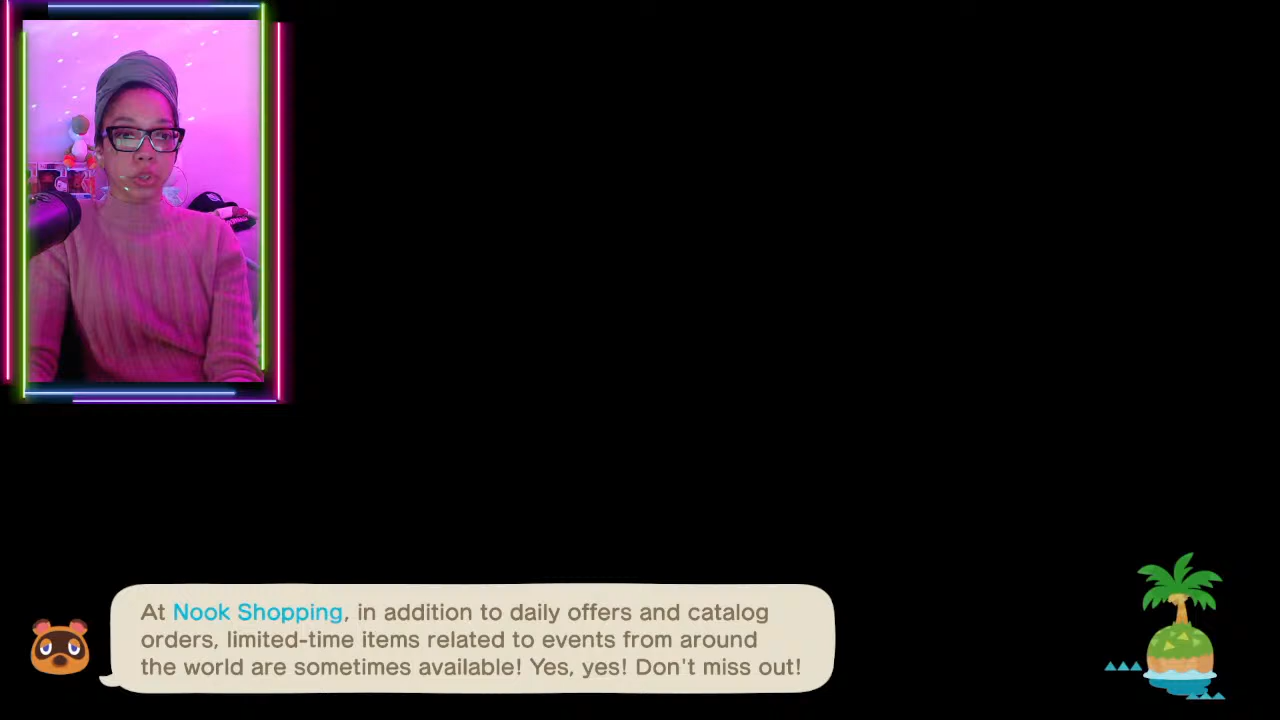 At Nook Shopping, in addition to daily offers and catalog
orders, limited-time items related to events from around
the world are sometimes available! Yes, yes! Don't miss out!